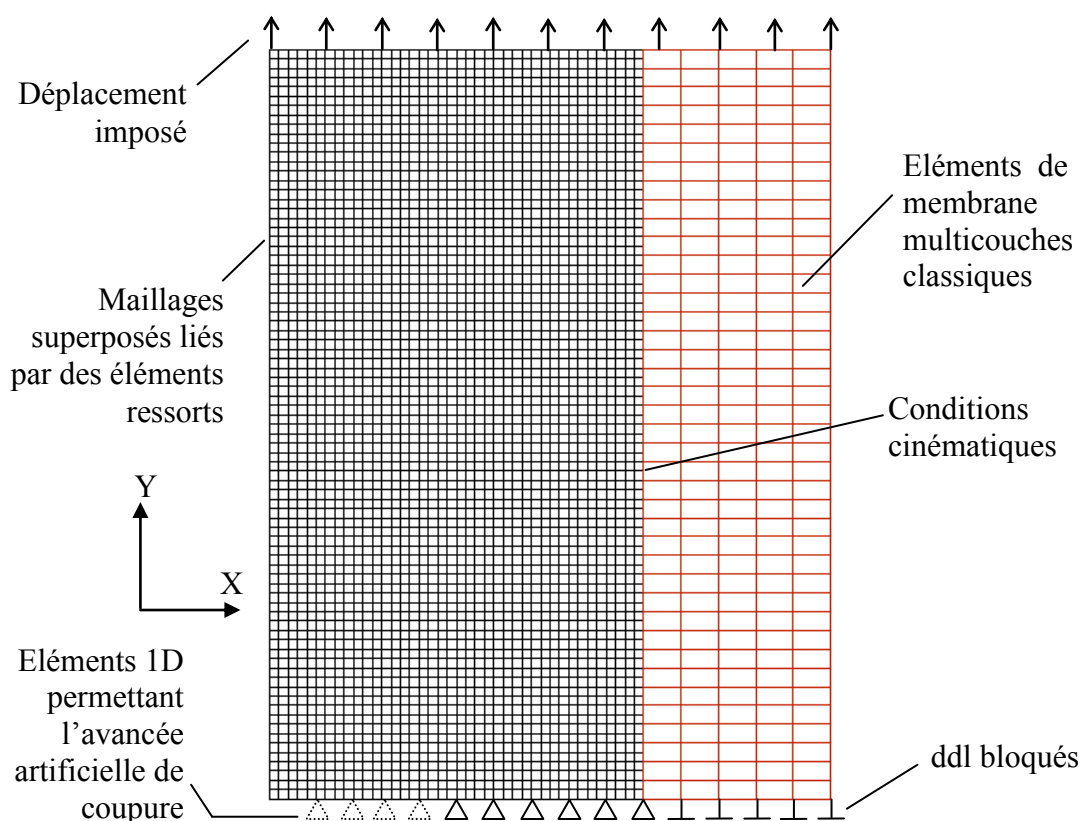 Déplacement
imposé
Eléments de
membrane
multicouches
classiques
Maillages
superposés liés
par des éléments
ressorts
Conditions
cinématiques
Y
X
Eléments 1D
permettant
l'avancée
artificielle de
coupure
ddl bloqués